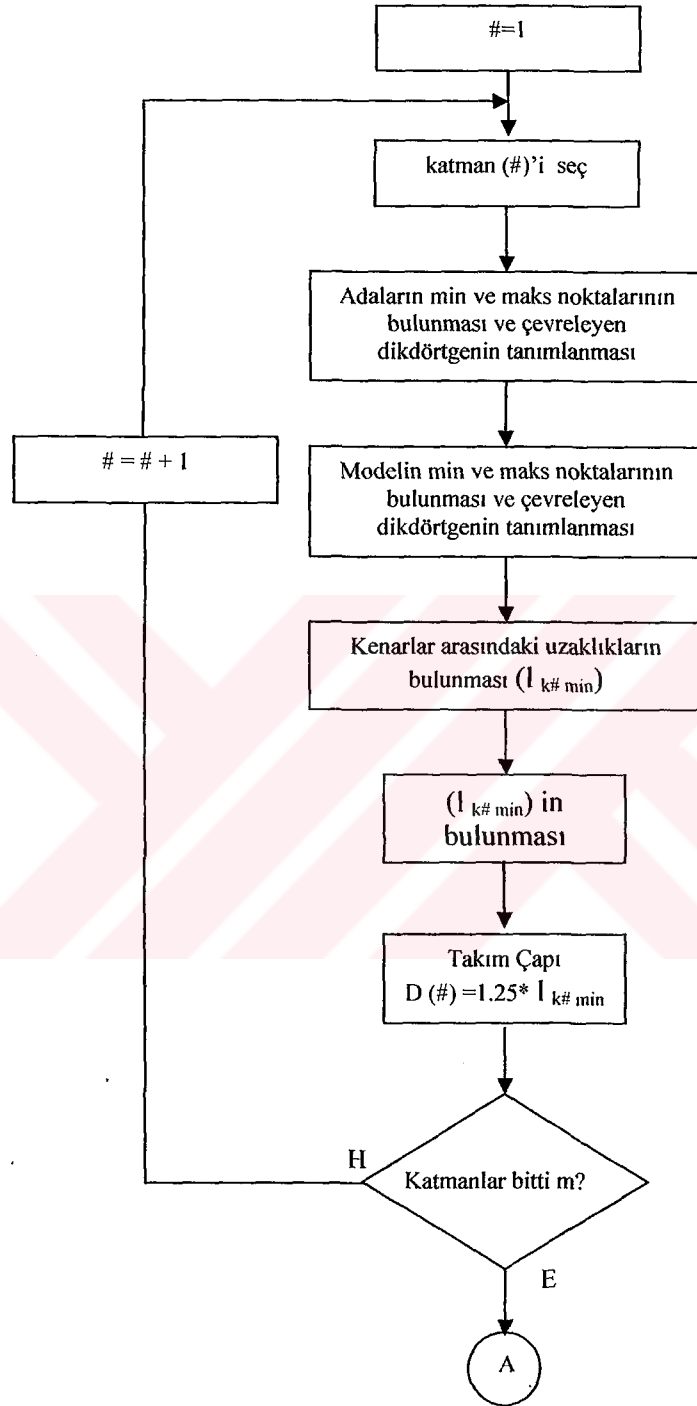 #=1
katman (#)'i seç
Adaların min ve maks noktalarının
bulunması ve çevreleyen
dikdörtgenin tanımlanması
# = # + 1
Modelin min ve maks noktalarının
bulunması ve çevreleyen
dikdörtgenin tanımlanması
Kenarlar arasındaki uzaklıkların
bulunması (l k# min)
(l k# min) in
bulunması
Takım Çapı
D (#) =1.25* l k# min
H
Katmanlar bitti m?
E
A